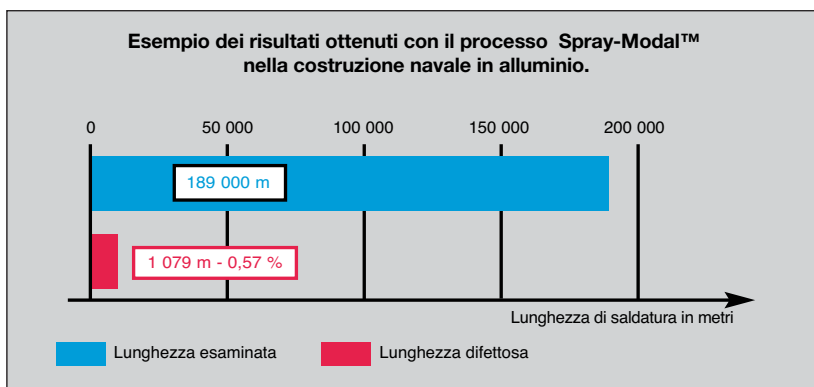 Esempio dei risultati ottenuti con il processo Spray-Modal™
nella costruzione navale in alluminio.
0 50 000 100 000 150 000 200 000
189 000 m
1 079 m - 0,57 %
Lunghezza di saldatura in metri
Lunghezza esaminata Lunghezza difettosa